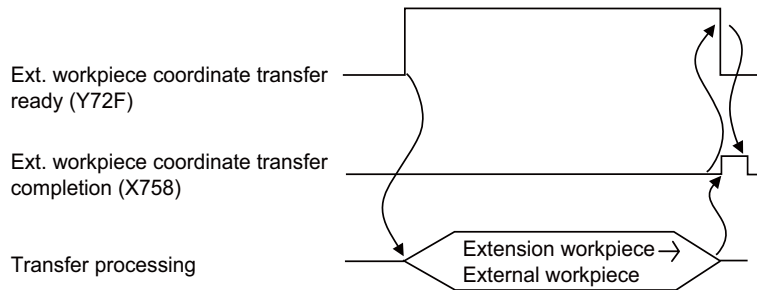 Ext. workpiece coordinate transfer
ready (Y72F)
Ext. workpiece coordinate transfer
completion (X758)
Transfer processing
Extension workpiece →
External workpiece